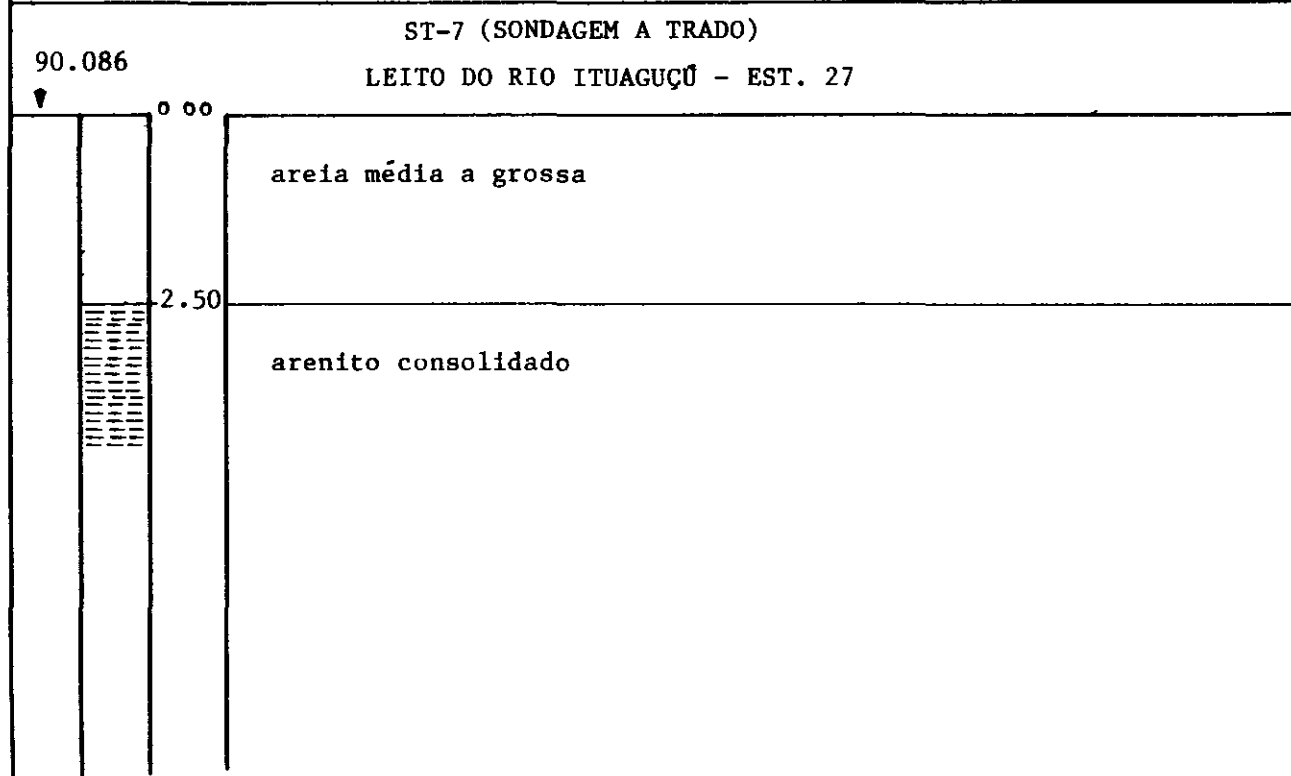 ST-7 (SONDAGEM A TRADO)
90.086
LEITO DO RIO ITUAGUÇÚ - EST. 27
0 00
areia média a grossa
2.50
arenito consolidado